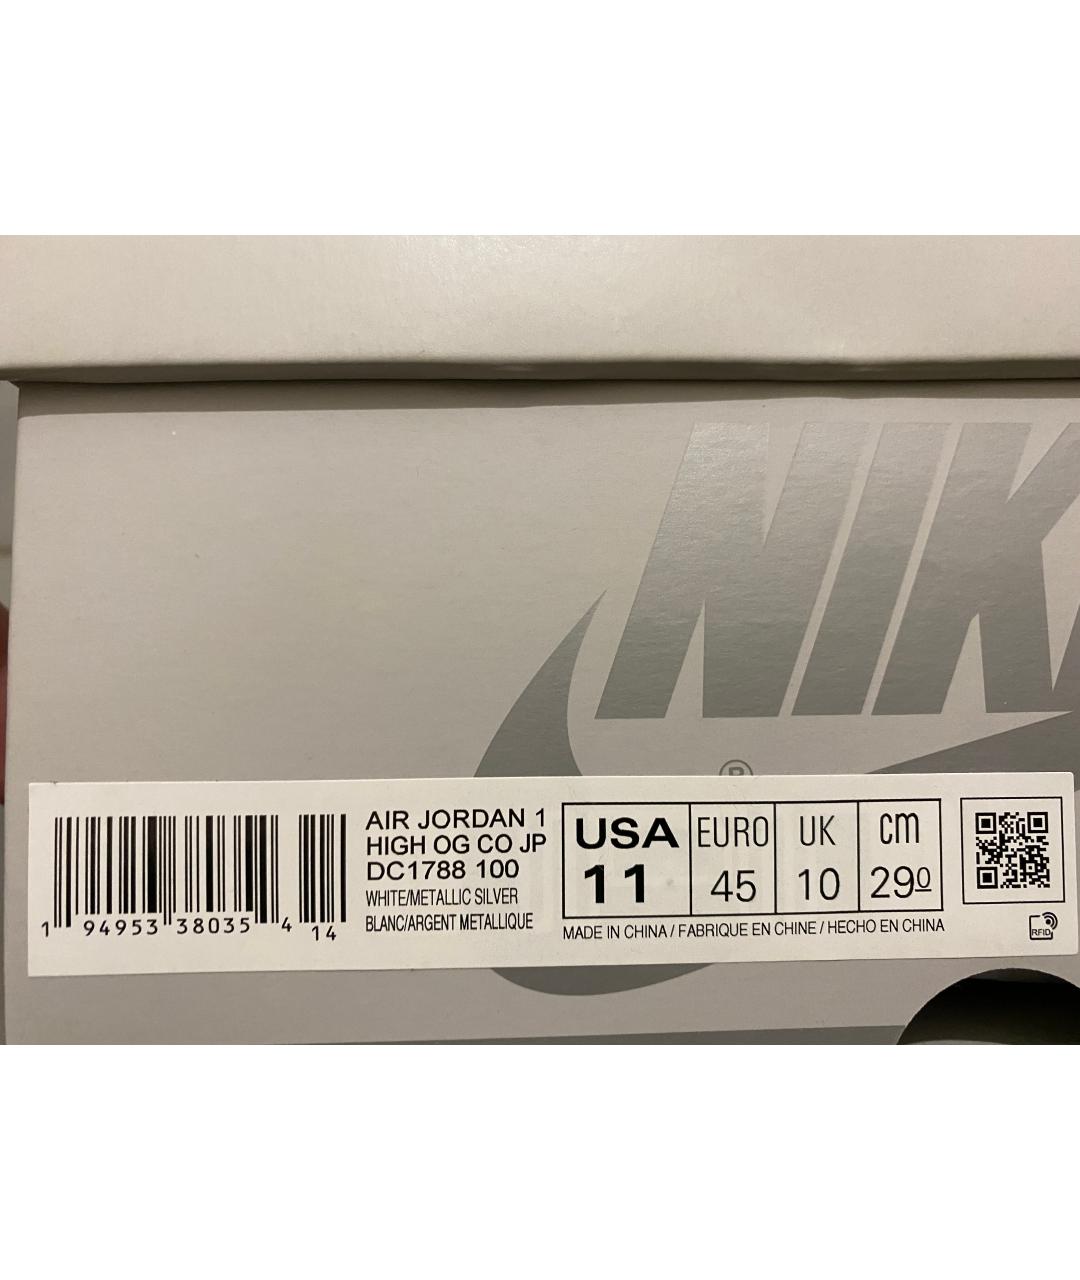 NIK
®
AIR JORDAN 1
HIGH OG CO JP
DC1788 100
WHITE/METALLIC SILVER
BLANC/ARGENT METALLIQUE
1 94953 38035 4
14
USA EURO UK cm
11 45 10 290
MADE IN CHINA / FABRIQUE EN CHINE / HECHO EN CHINA
RFID